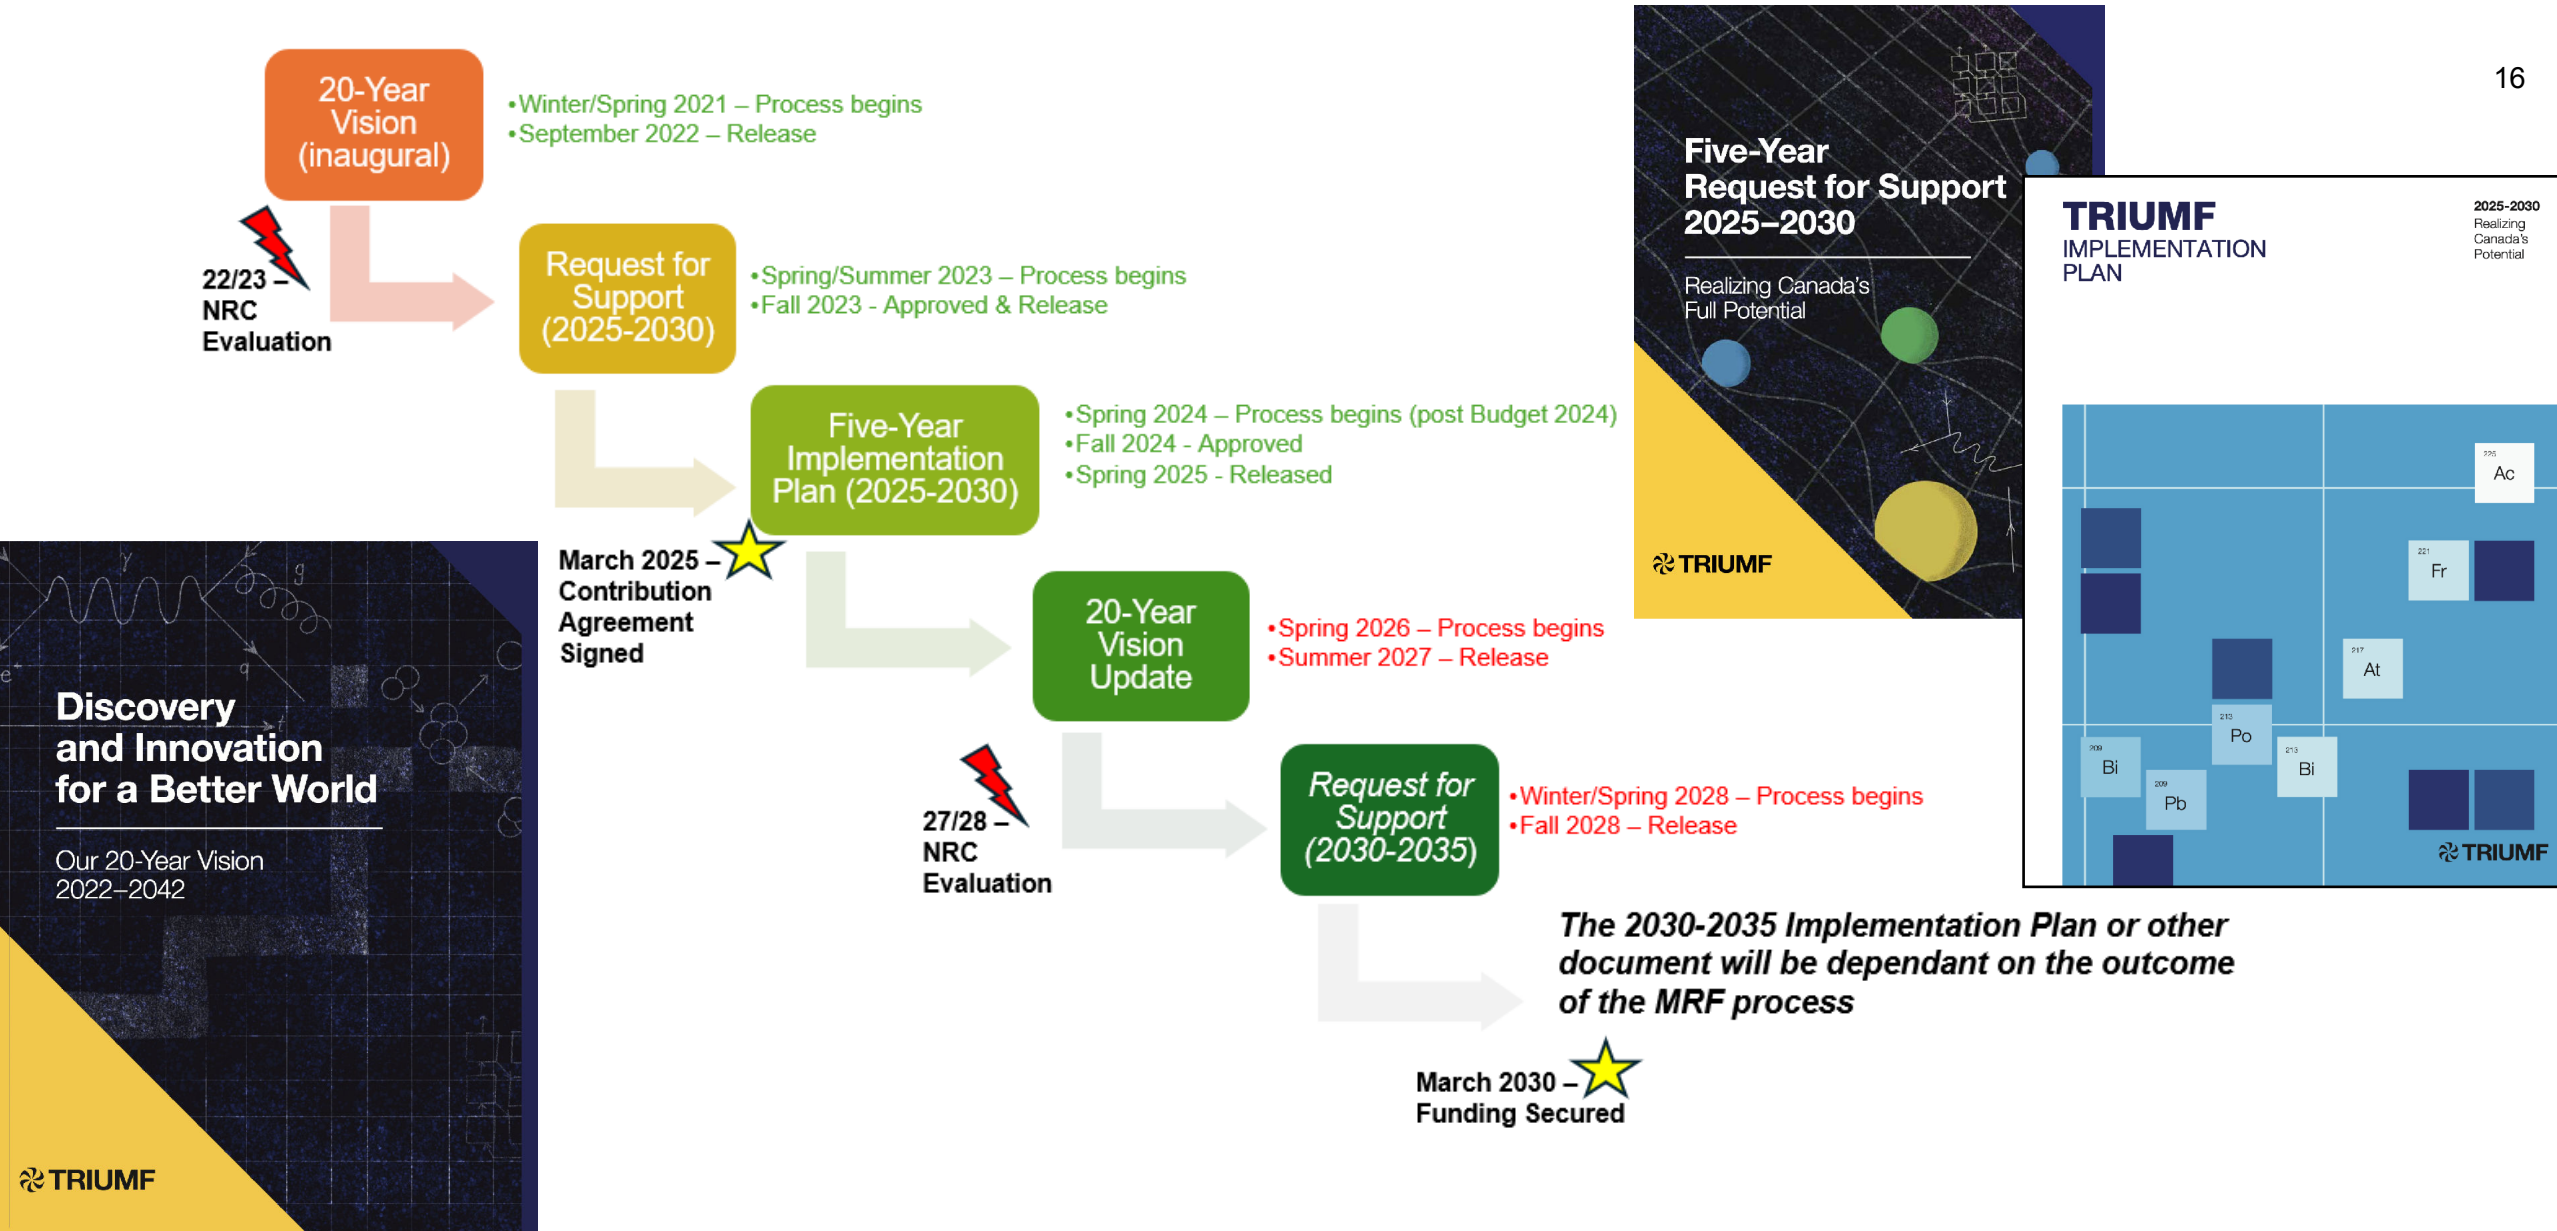 16
20-Year
Vision
(inaugural)
•Winter/Spring 2021 – Process begins
•September 2022 – Release
22/23 –
NRC
Evaluation
Request for
Support
(2025-2030)
•Spring/Summer 2023 – Process begins
•Fall 2023 - Approved & Release
Five-Year
Implementation
Plan (2025-2030)
•Spring 2024 – Process begins (post Budget 2024)
•Fall 2024 - Approved
•Spring 2025 - Released
March 2025 –
Contribution
Agreement
Signed
20-Year
Vision
Update
•Spring 2026 – Process begins
•Summer 2027 – Release
27/28 –
NRC
Evaluation
Request for
Support
(2030-2035)
•Winter/Spring 2028 – Process begins
•Fall 2028 – Release
The 2030-2035 Implementation Plan or other
document will be dependant on the outcome
of the MRF process
March 2030 –
Funding Secured
γ
g
e
q
t
Discovery
and Innovation
for a Better World
Our 20-Year Vision
2022–2042
TRIUMF
Five-Year
Request for Support
2025–2030
Realizing Canada's
Full Potential
TRIUMF
TRIUMF
IMPLEMENTATION
PLAN
2025-2030
Realizing
Canada's
Potential
225
Ac
221
Fr
217
At
213
Po
209
Bi
213
Bi
209
Pb
TRIUMF